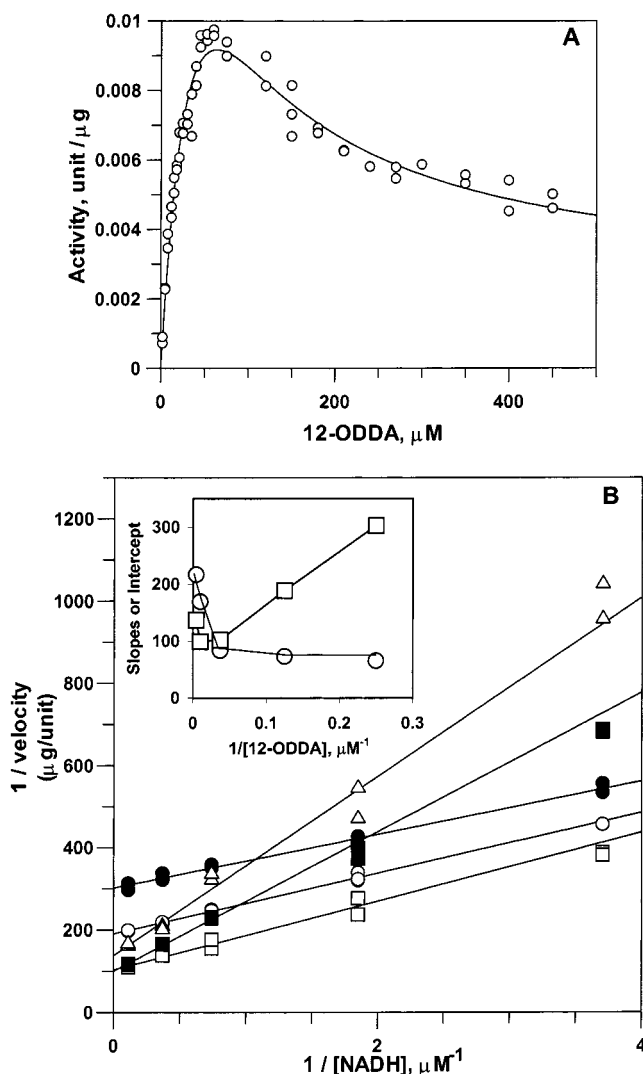 A
0.01
0.008
0.006
0.004
0.002
0
Activity, unit / μg
0 200 400
12-ODDA, μM
B
1200
1000
800
600
400
200
0
1 / velocity
(μg/unit)
300
200
100
0
Slopes or Intercept
0 0.1 0.2 0.3
1/[12-ODDA], μM-1
0 2 4
1 / [NADH], μM-1